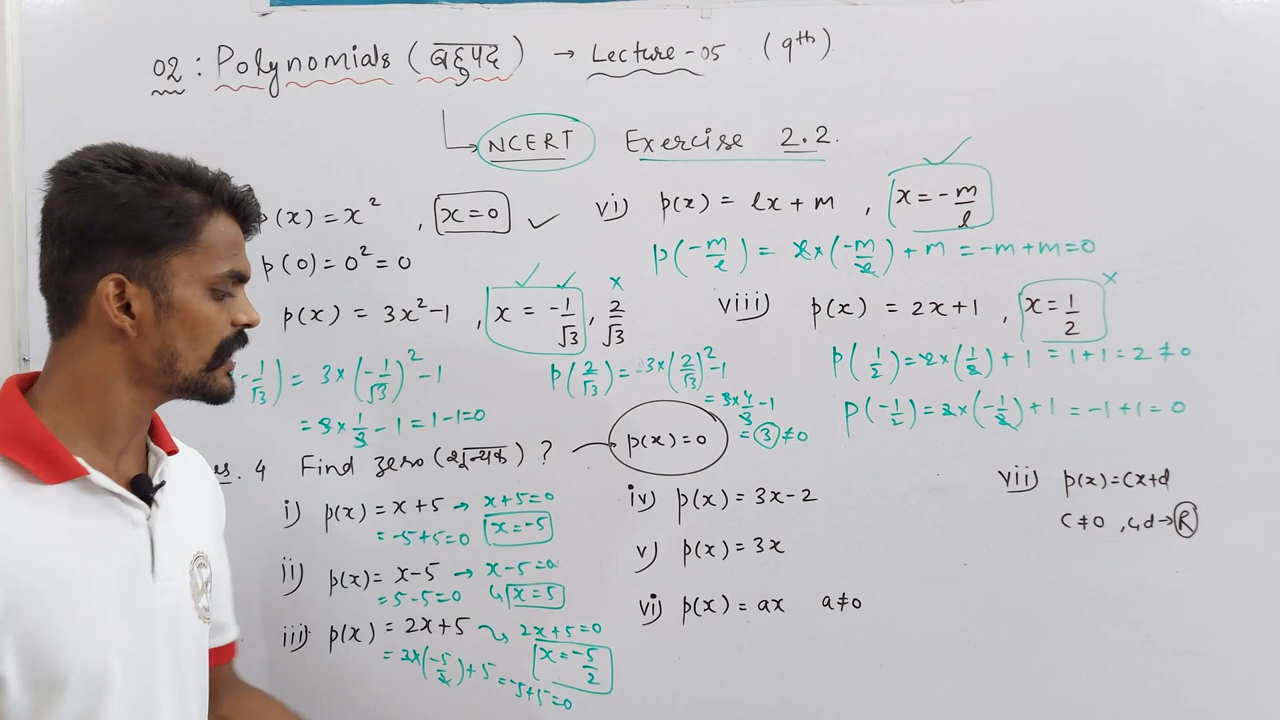 02 : Polynomials (बहुपद) → Lecture-05 (9th)
NCERT Exercise 2.2.
p(x) = x² , x=0 ✓
p(0) = 0² = 0
p(x) = 3x²-1 , x = -1/√3 , 2/√3
-1/√3) = 3×(-1/√3)² -1
= 3×1/3 -1 = 1-1=0
p(2/√3) = 3×(2/√3)²-1
= 3×4/3 -1
= 3 ≠0
vi) p(x) = lx+m , x=-m/l
p(-m/l) = l×(-m/l)+m = -m+m=0
viii) p(x) = 2x+1 , x=1/2
p(1/2)=2×(1/2)+1 =1+1=2≠0
p(-1/2)=2×(-1/2)+1 =-1+1=0
s. 4 Find zero (शून्यक) ? p(x)=0
i) p(x) = x+5 → x+5=0
= -5+5=0 x=-5
ii) p(x)= x-5 → x-5=0
= 5-5=0 x=5
iii) p(x) = 2x+5 2x+5=0
= 2×(-5/2)+5 = -5+5=0 x=-5/2
iv) p(x) = 3x-2
v) p(x) = 3x
vi) p(x) = ax a≠0
vii) p(x)=cx+d
c≠0 , c,d→R